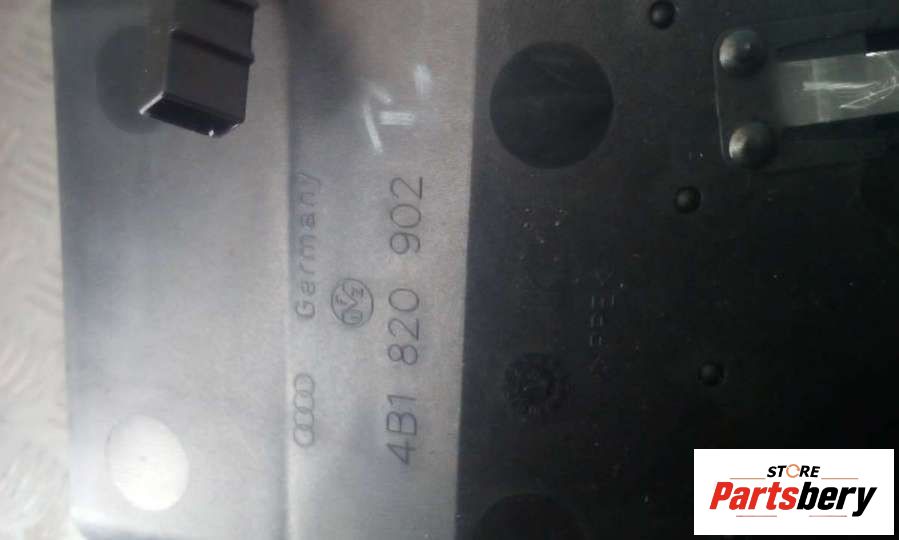 Germany
4B1 820 902
STORE
Partsbery